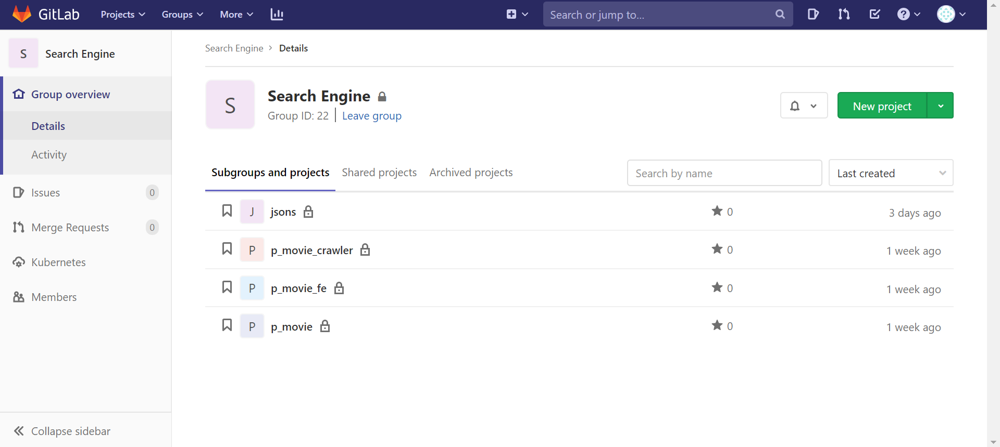 GitLab Projects Groups More Search or jump to...
S Search Engine
Group overview
Details
Activity
Issues 0
Merge Requests 0
Kubernetes
Members
Collapse sidebar
Search Engine > Details
S
Search Engine
Group ID: 22 | Leave group
New project
Subgroups and projects Shared projects Archived projects Search by name Last created
J jsons 0 3 days ago
P p_movie_crawler 0 1 week ago
P p_movie_fe 0 1 week ago
P p_movie 0 1 week ago